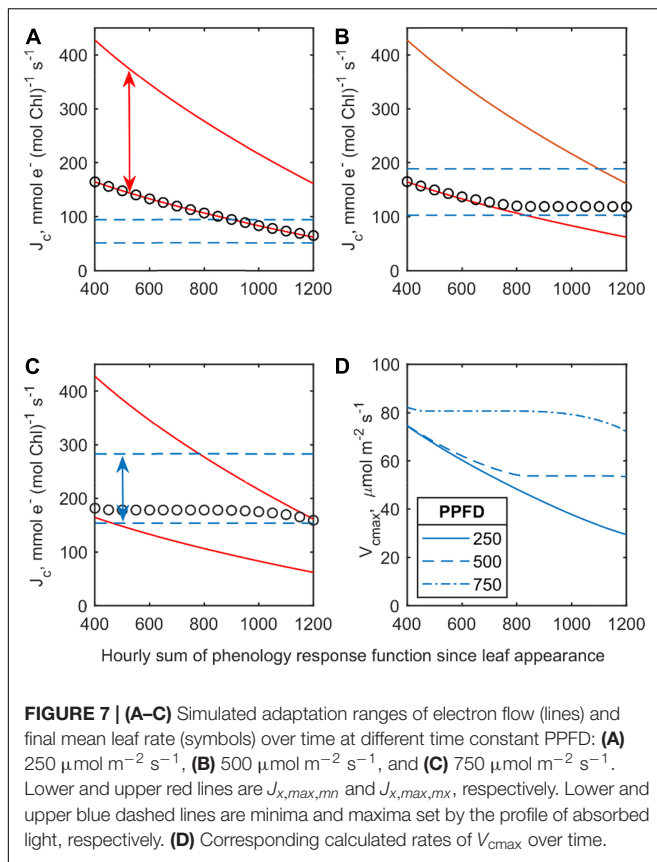 A
B
400
300
200
100
0
J_c, mmol e⁻ (mol Chl)⁻¹ s⁻¹
400 600 800 1000 1200
400
300
200
100
0
J_c, mmol e⁻ (mol Chl)⁻¹ s⁻¹
400 600 800 1000 1200
C
D
400
300
200
100
0
J_c, mmol e⁻ (mol Chl)⁻¹ s⁻¹
400 600 800 1000 1200
100
80
60
40
20
0
V_cmax, μmol m⁻² s⁻¹
PPFD
250
500
750
400 600 800 1000 1200
Hourly sum of phenology response function since leaf appearance
FIGURE 7 | (A–C) Simulated adaptation ranges of electron flow (lines) and
final mean leaf rate (symbols) over time at different time constant PPFD: (A)
250 μmol m⁻² s⁻¹, (B) 500 μmol m⁻² s⁻¹, and (C) 750 μmol m⁻² s⁻¹.
Lower and upper red lines are J_x,max,mn and J_x,max,mx, respectively. Lower and
upper blue dashed lines are minima and maxima set by the profile of absorbed
light, respectively. (D) Corresponding calculated rates of V_cmax over time.